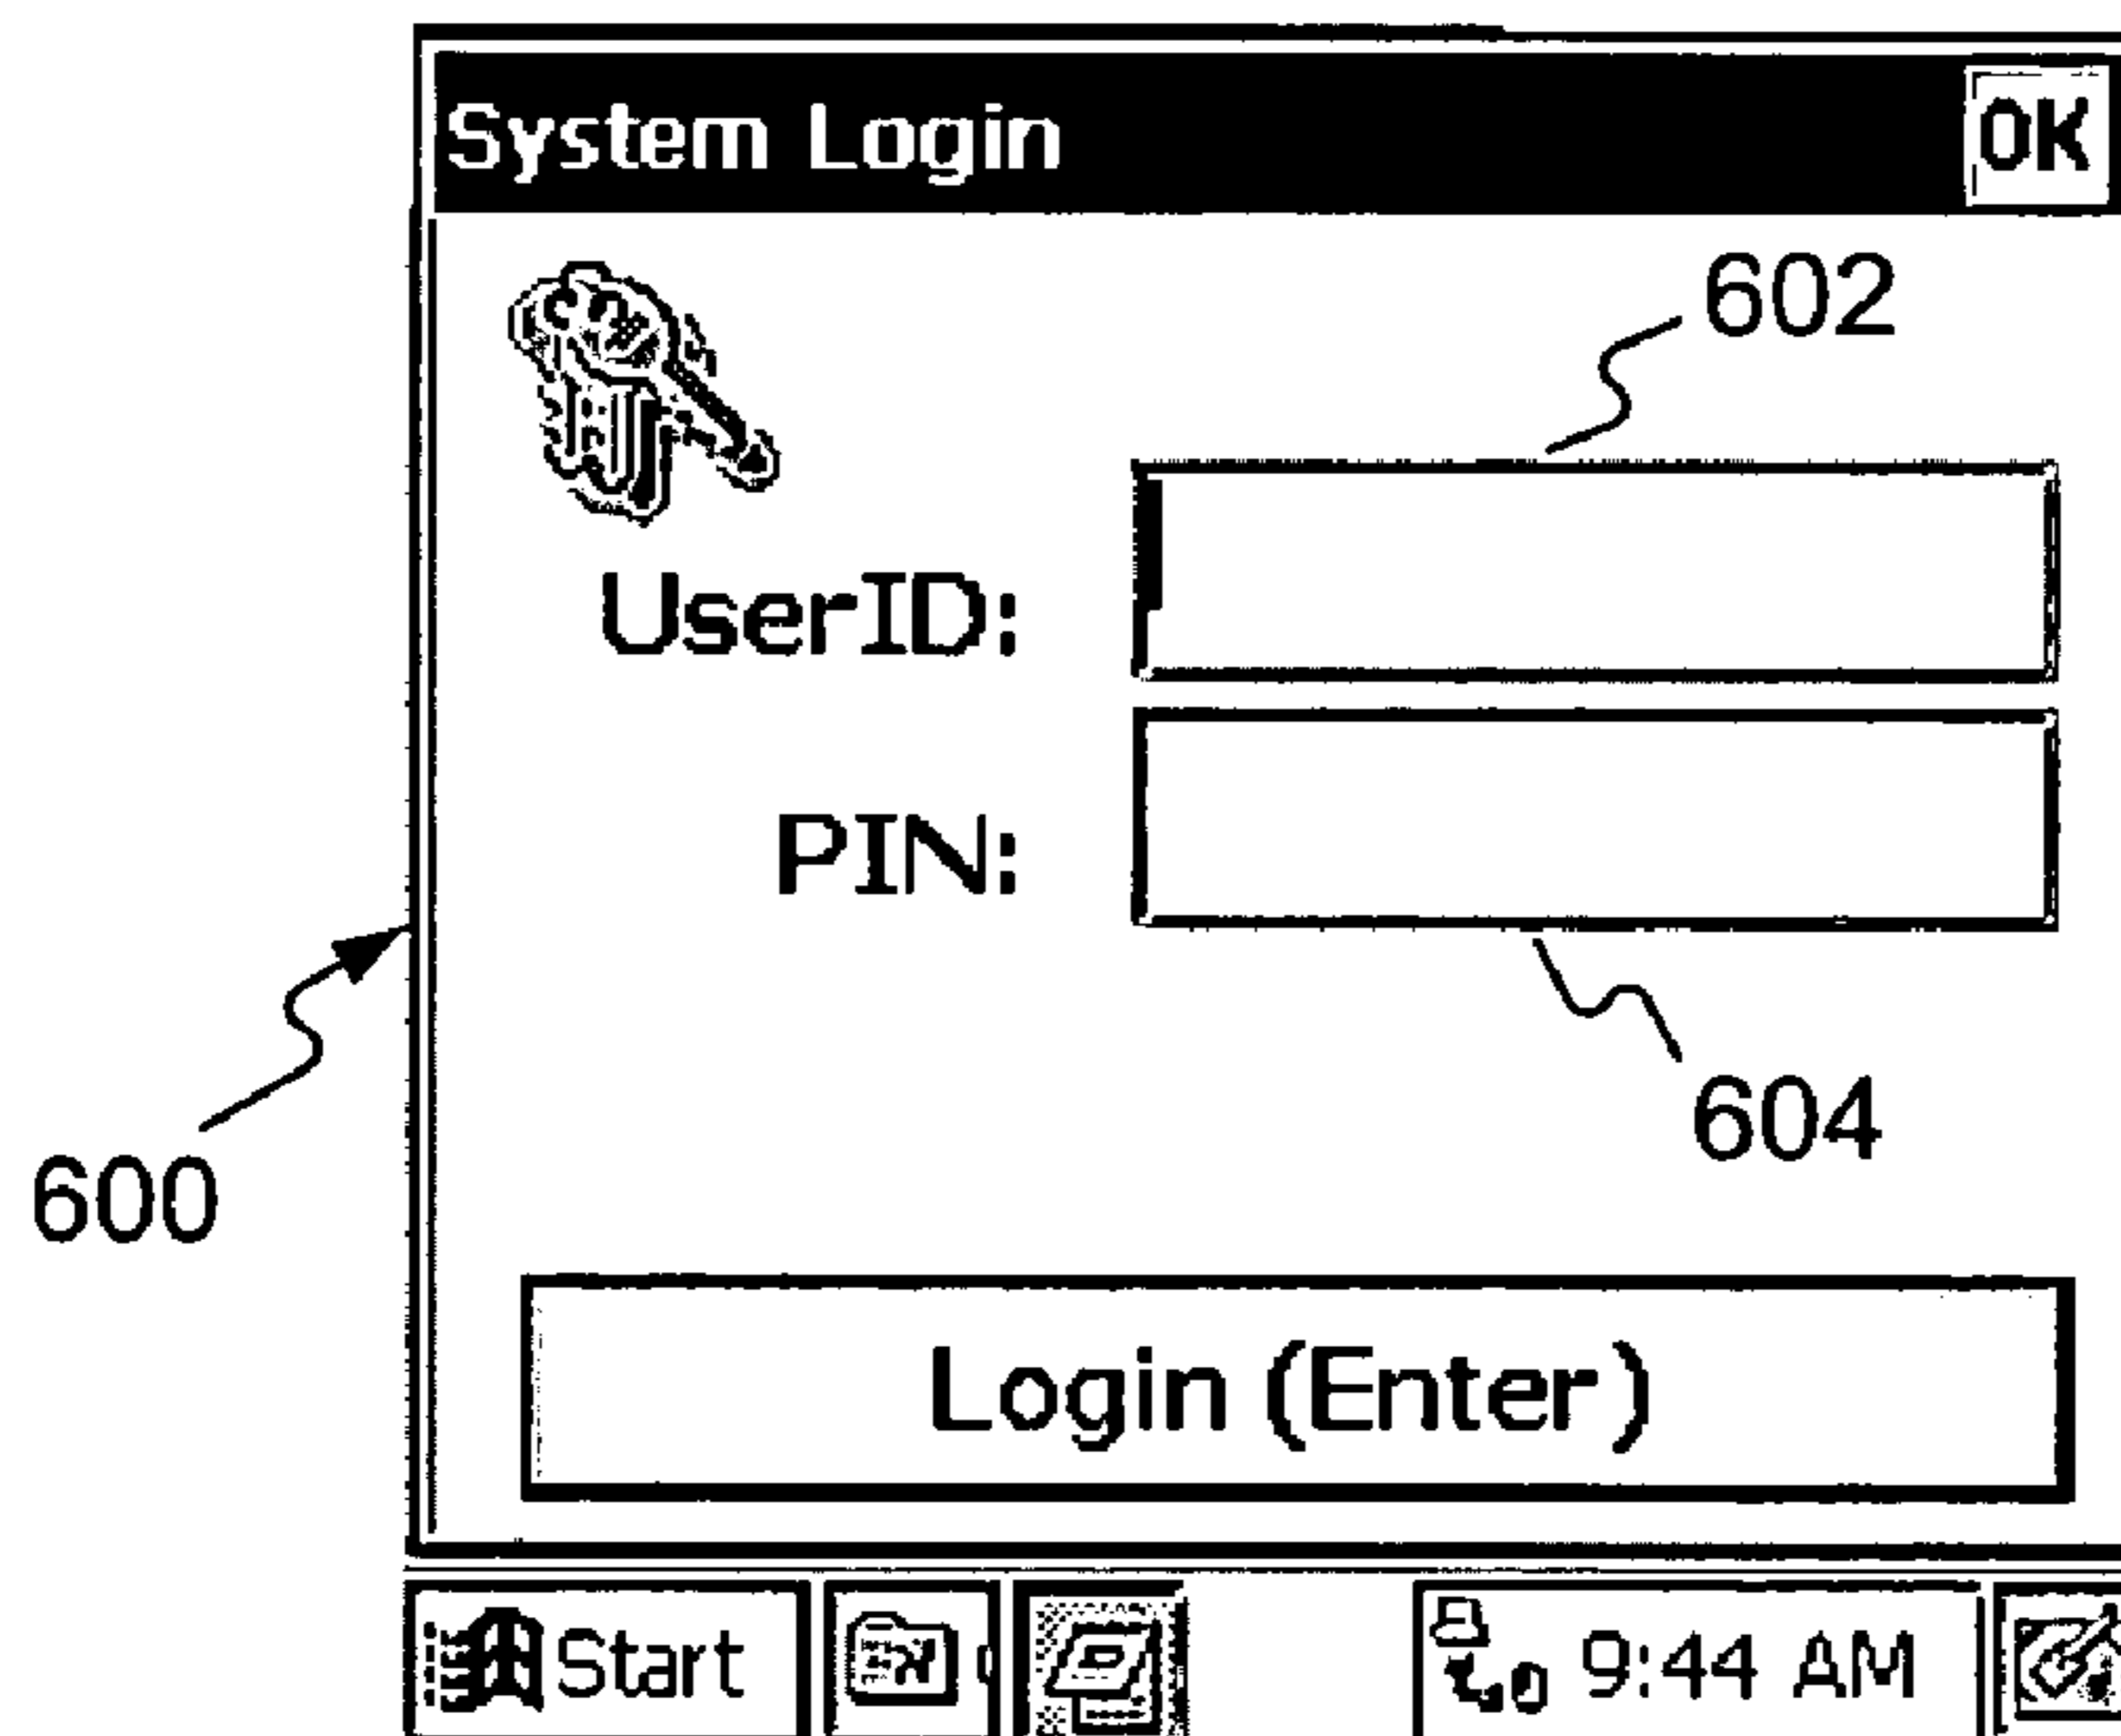 System Login OK
602
UserID:
PIN:
604
600
Login (Enter)
Start 9:44 AM